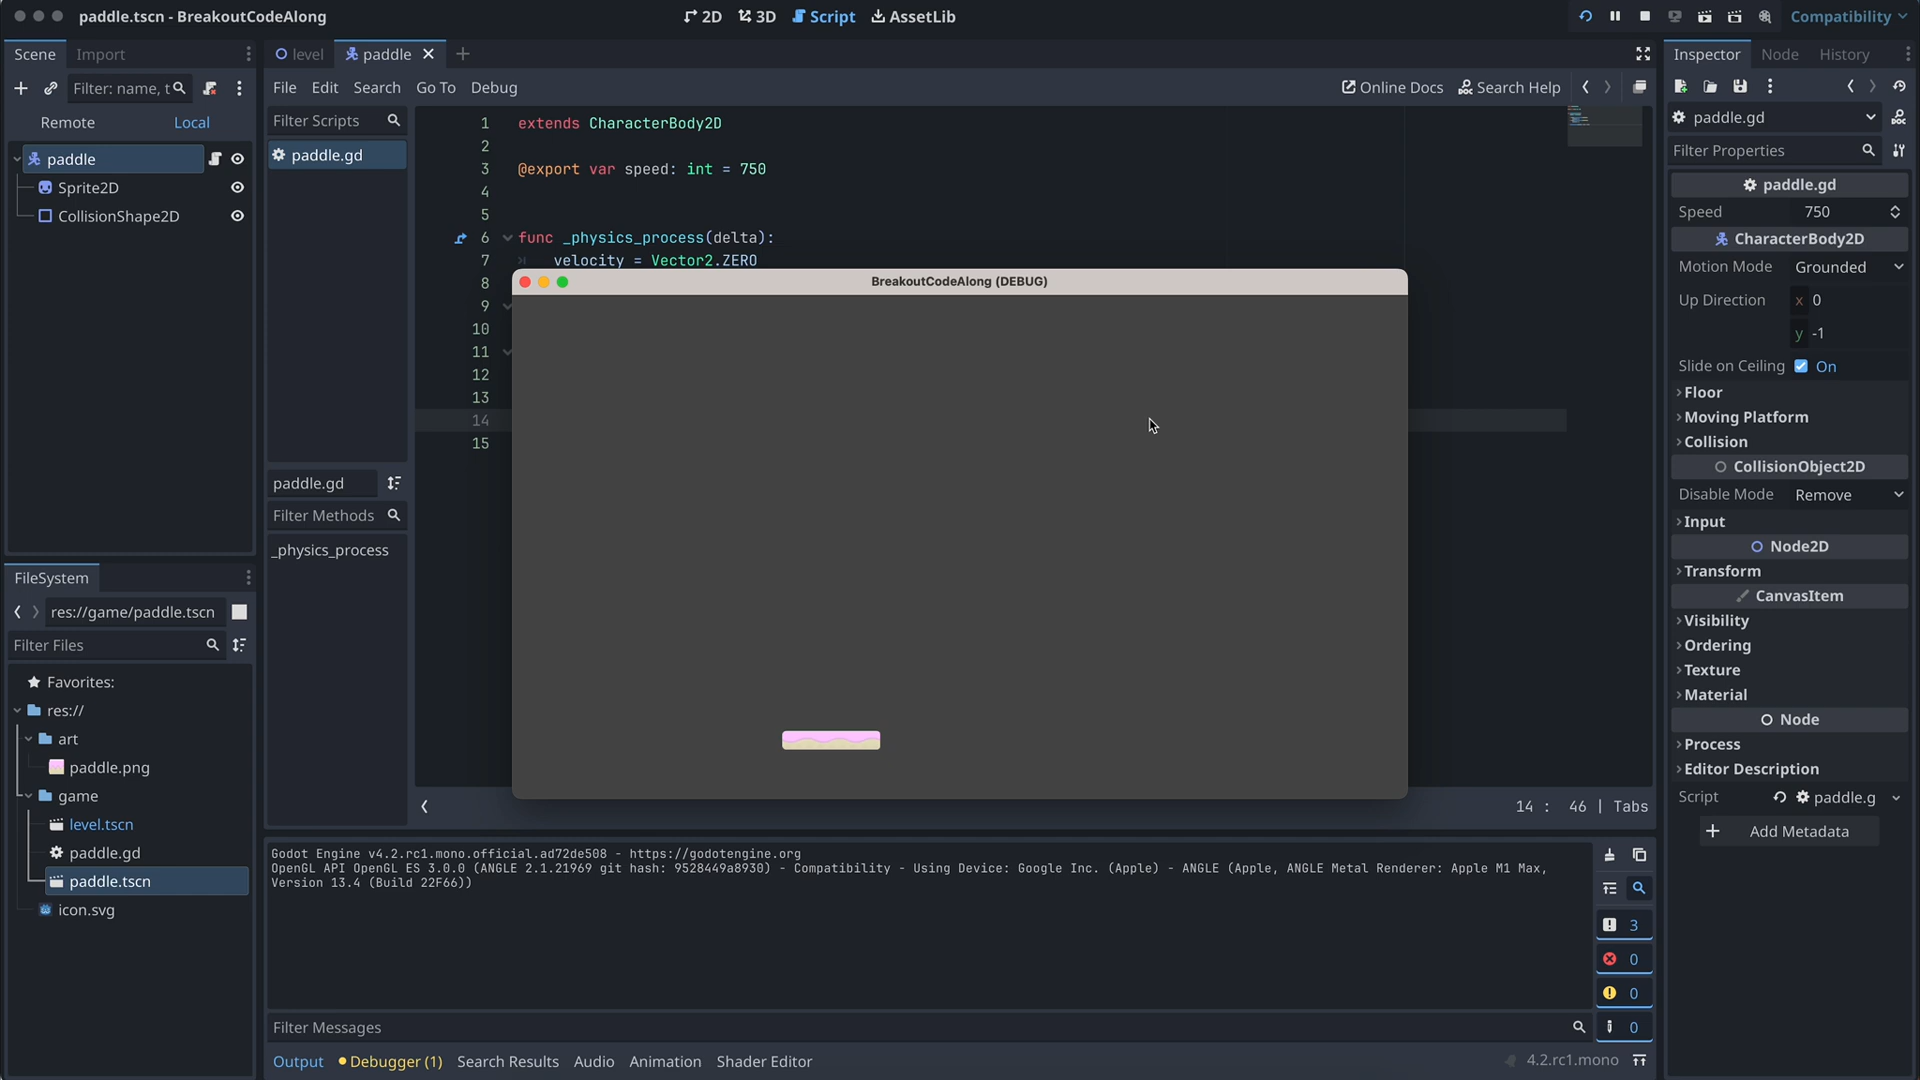 paddle.tscn - BreakoutCodeAlong
2D
3D
Script
AssetLib
Compatibility
Scene
Import
Filter: name, t
Remote
Local
paddle
Sprite2D
CollisionShape2D
FileSystem
res://game/paddle.tscn
Filter Files
Favorites:
res://
art
paddle.png
game
level.tscn
paddle.gd
paddle.tscn
icon.svg
level
paddle
File
Edit
Search
Go To
Debug
Online Docs
Search Help
Filter Scripts
paddle.gd
paddle.gd
Filter Methods
_physics_process
1 extends CharacterBody2D
2
3 @export var speed: int = 750
4
5
6 func _physics_process(delta):
7 velocity = Vector2.ZERO
8
9
10
11
12
13
14
15
BreakoutCodeAlong (DEBUG)
14 : 46 | Tabs
Godot Engine v4.2.rc1.mono.official.ad72de508 - https://godotengine.org
OpenGL API OpenGL ES 3.0.0 (ANGLE 2.1.21969 git hash: 9528449a8930) - Compatibility - Using Device: Google Inc. (Apple) - ANGLE (Apple, ANGLE Metal Renderer: Apple M1 Max,
Version 13.4 (Build 22F66))
3
0
0
0
Filter Messages
Output
Debugger (1)
Search Results
Audio
Animation
Shader Editor
4.2.rc1.mono
Inspector
Node
History
paddle.gd
Filter Properties
paddle.gd
Speed 750
CharacterBody2D
Motion Mode Grounded
Up Direction x 0
y -1
Slide on Ceiling On
Floor
Moving Platform
Collision
CollisionObject2D
Disable Mode Remove
Input
Node2D
Transform
CanvasItem
Visibility
Ordering
Texture
Material
Node
Process
Editor Description
Script paddle.g
Add Metadata